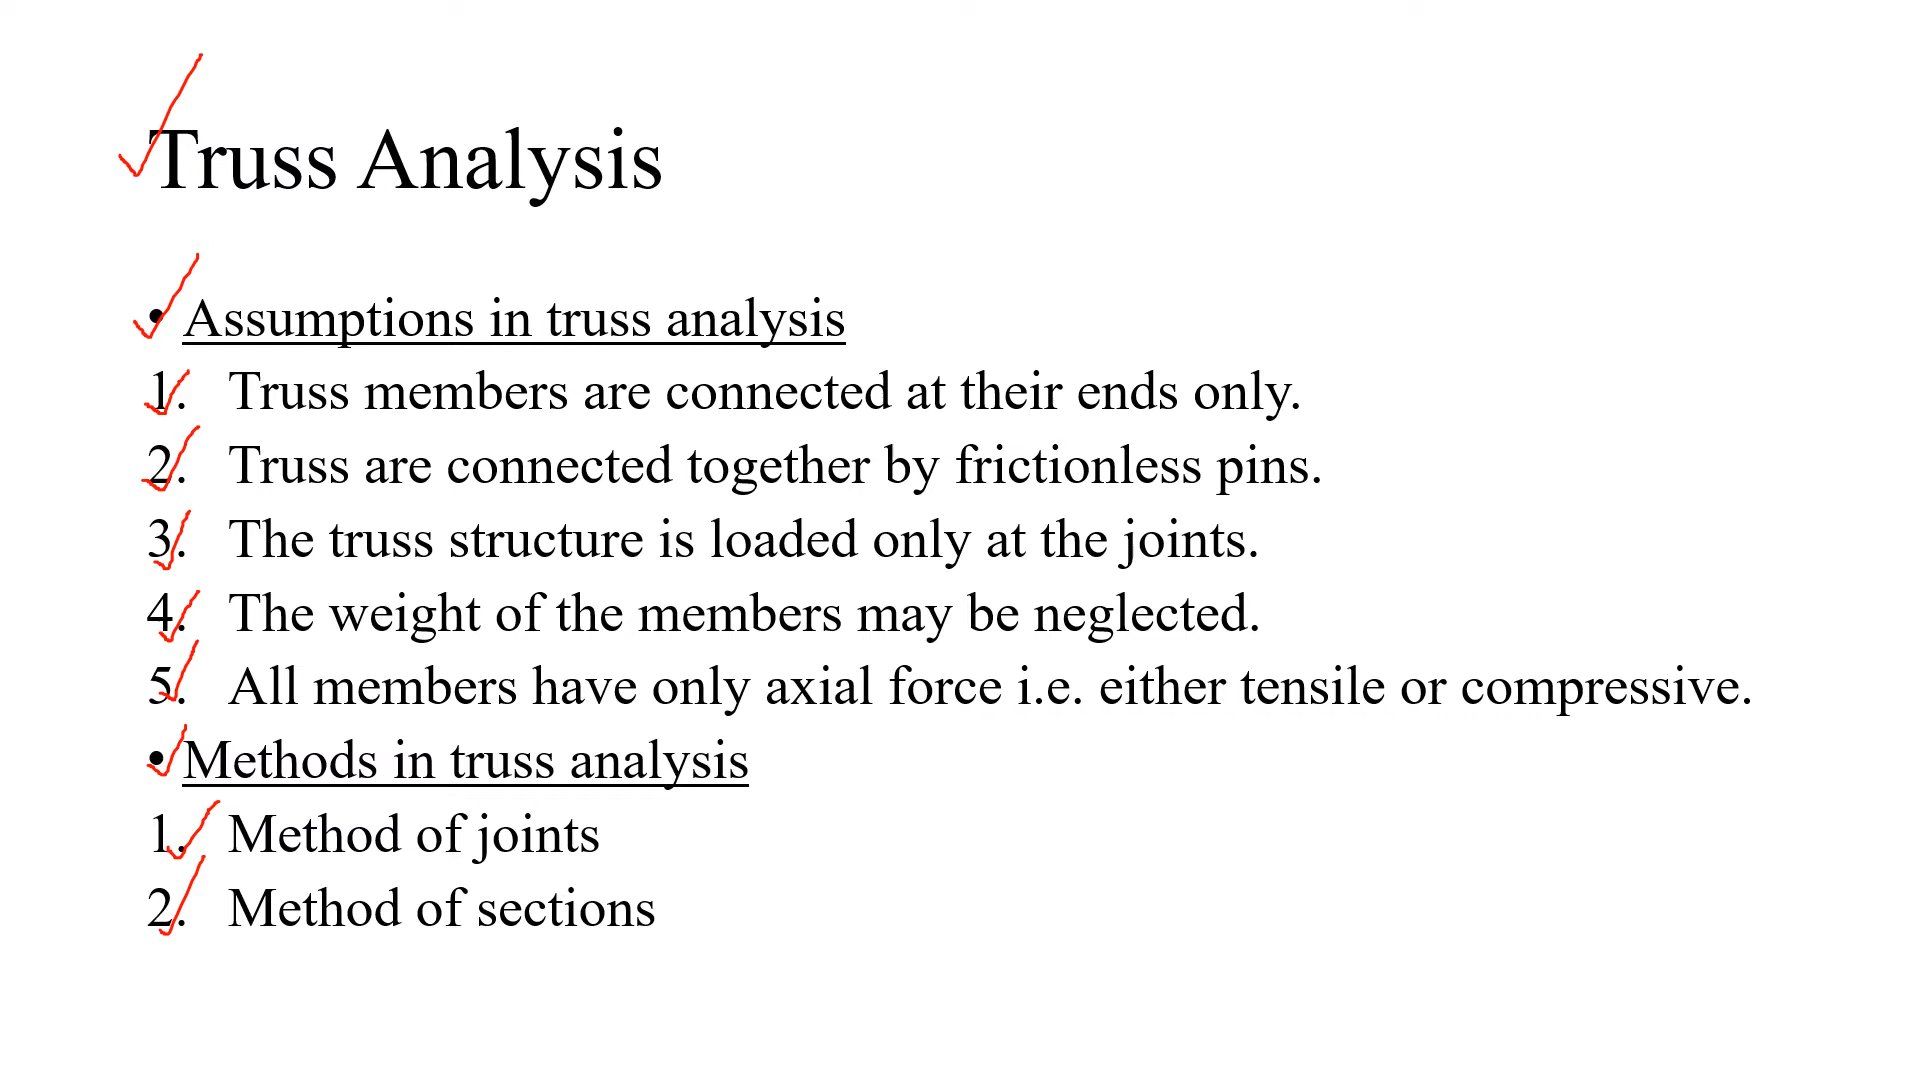 Truss Analysis
• Assumptions in truss analysis
1. Truss members are connected at their ends only.
2. Truss are connected together by frictionless pins.
3. The truss structure is loaded only at the joints.
4. The weight of the members may be neglected.
5. All members have only axial force i.e. either tensile or compressive.
• Methods in truss analysis
1. Method of joints
2. Method of sections